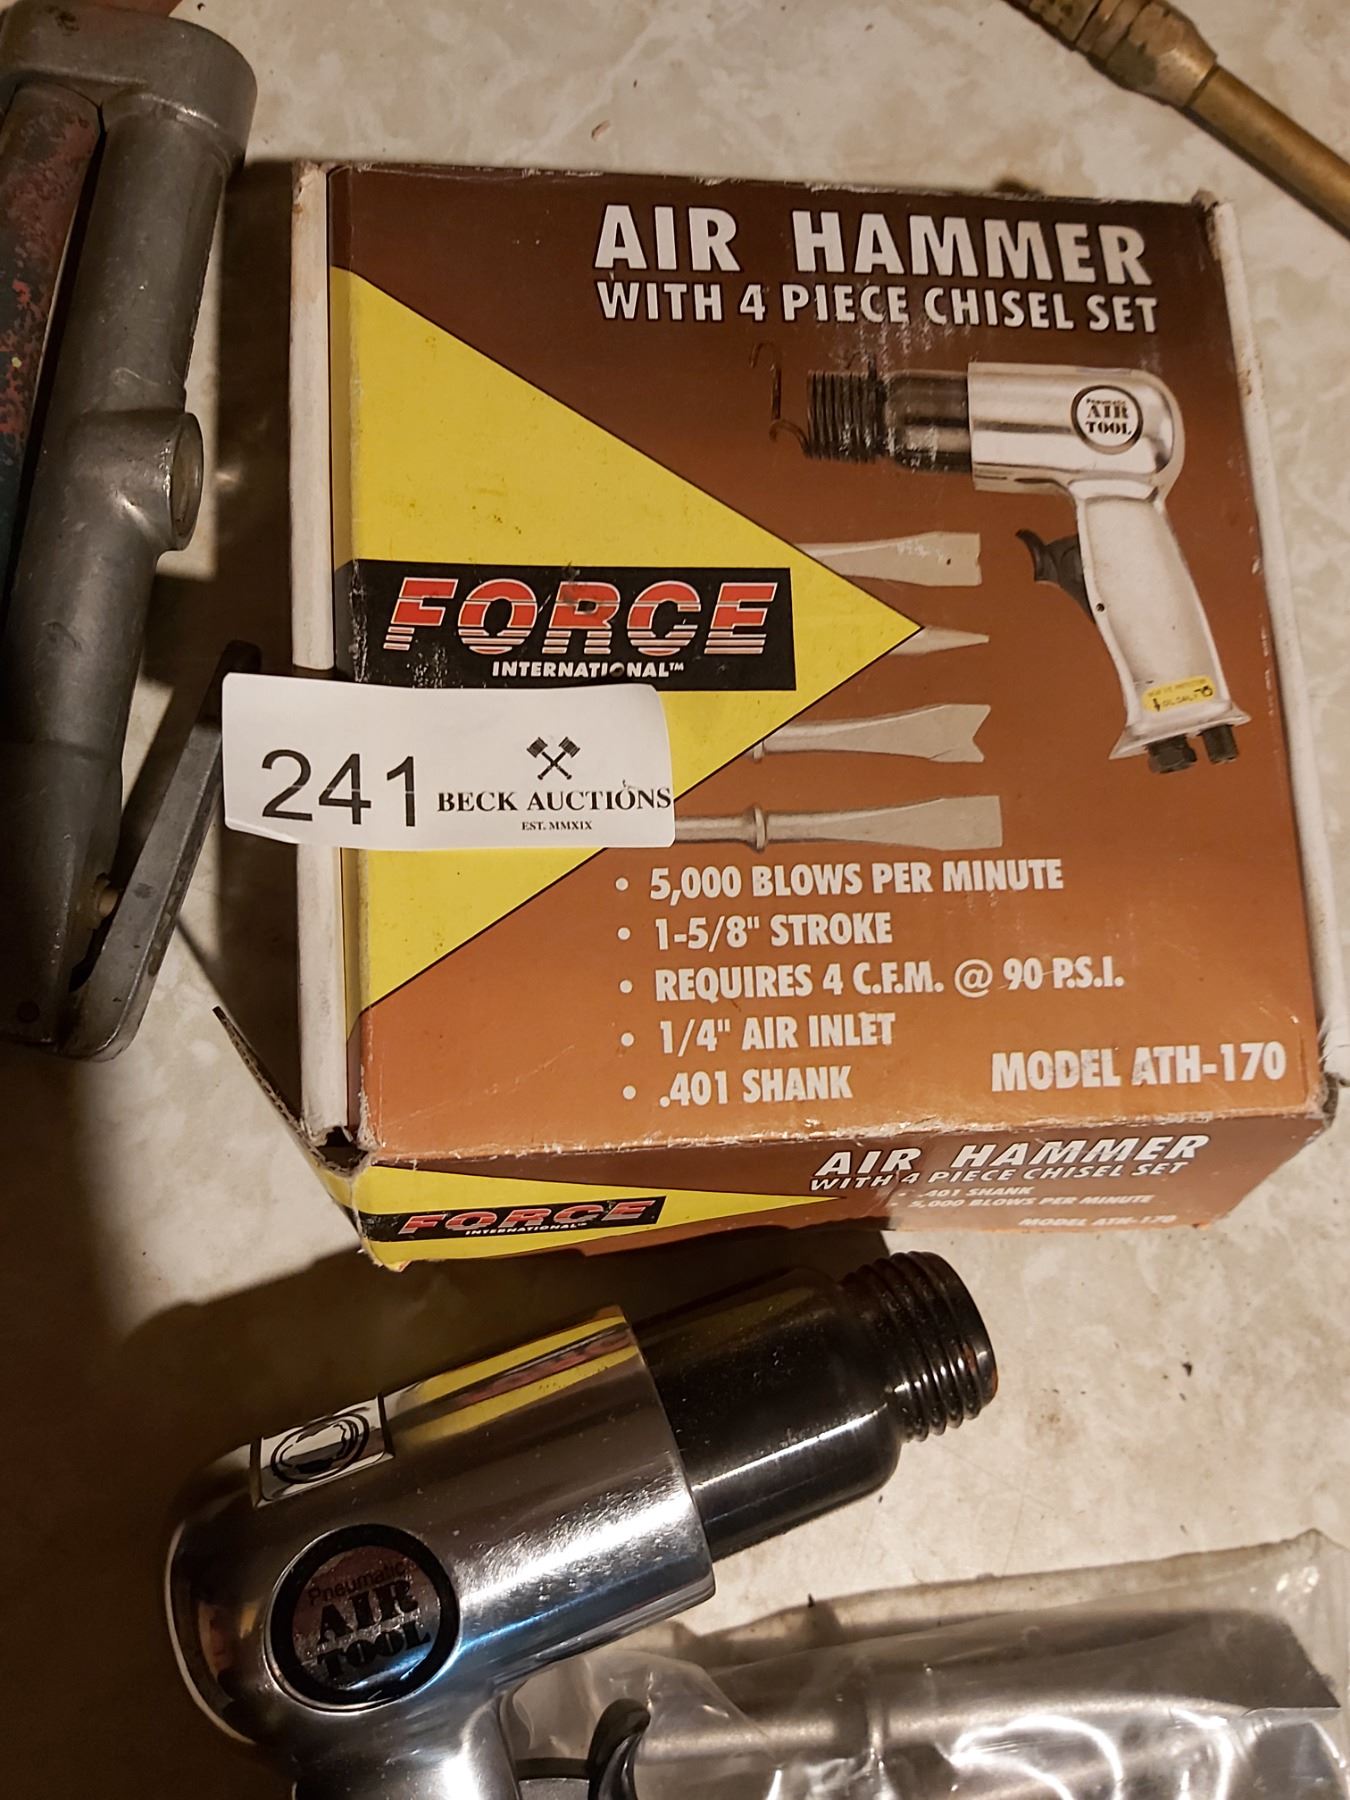 AIR HAMMER
WITH 4 PIECE CHISEL SET
Pneumatic
AIR
TOOL
FORCE
INTERNATIONAL™
241
BECK AUCTIONS
EST. MMXIX
• 5,000 BLOWS PER MINUTE
• 1-5/8" STROKE
• REQUIRES 4 C.F.M. @ 90 P.S.I.
• 1/4" AIR INLET
• .401 SHANK
MODEL ATH-170
AIR HAMMER
WITH 4 PIECE CHISEL SET
• .401 SHANK
5,000 BLOWS PER MINUTE
MODEL ATH-170
FORCE
INTERNATIONAL™
Pneumatic
AIR
TOOL